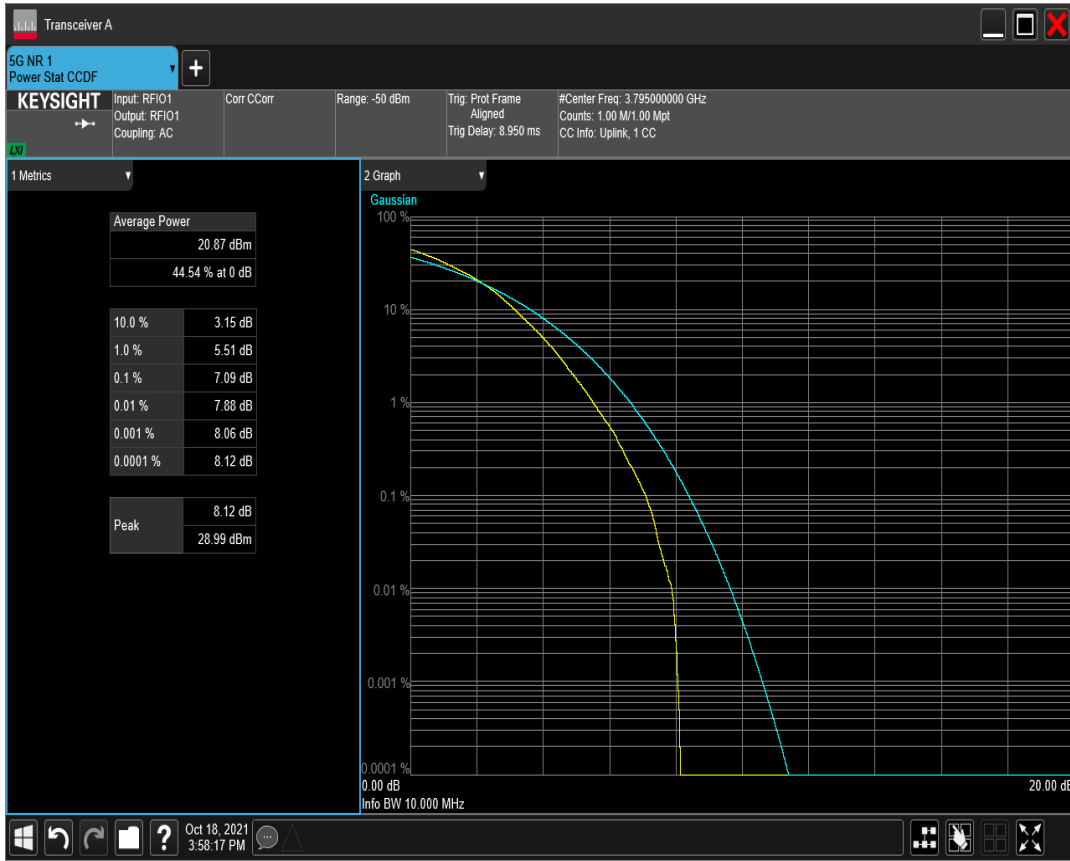 Transceiver A
5G NR 1
Power Stat CCDF
KEYSIGHT
LXI
Input: RFIO1
Output: RFIO1
Coupling: AC
Corr CCorr
Range: -50 dBm
Trig: Prot Frame
Aligned
Trig Delay: 8.950 ms
#Center Freq: 3.795000000 GHz
Counts: 1.00 M/1.00 Mpt
CC Info: Uplink, 1 CC
1 Metrics
Average Power
20.87 dBm
44.54 % at 0 dB
10.0 % 3.15 dB
1.0 % 5.51 dB
0.1 % 7.09 dB
0.01 % 7.88 dB
0.001 % 8.06 dB
0.0001 % 8.12 dB
Peak
8.12 dB
28.99 dBm
2 Graph
Gaussian
100 %
10 %
1 %
0.1 %
0.01 %
0.001 %
0.0001 %
0.00 dB 20.00 dB
Info BW 10.000 MHz
?
Oct 18, 2021
3:58:17 PM